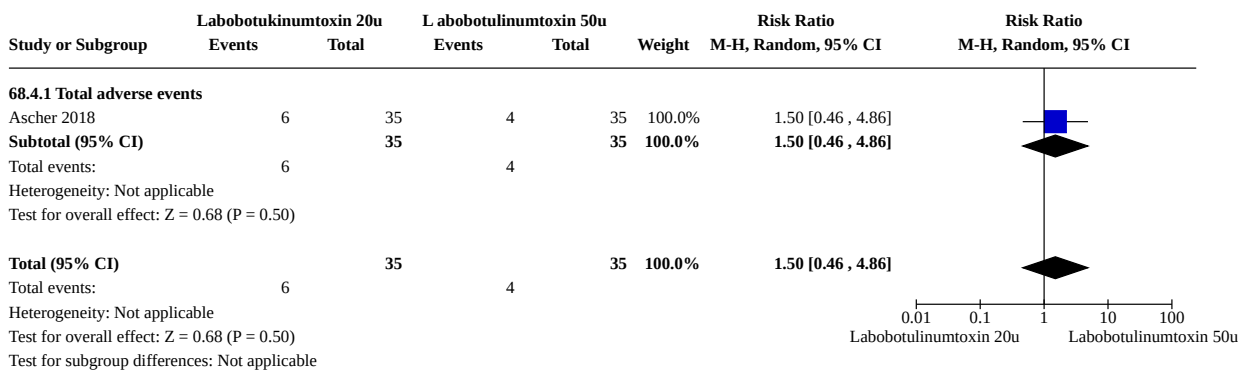 Labobotukinumtoxin 20u L abobotulinumtoxin 50u Risk Ratio Risk Ratio
Study or Subgroup Events Total Events Total Weight M-H, Random, 95% CI M-H, Random, 95% CI
68.4.1 Total adverse events
Ascher 2018 6 35 4 35 100.0% 1.50 [0.46 , 4.86]
Subtotal (95% CI) 35 35 100.0% 1.50 [0.46 , 4.86]
Total events: 6 4
Heterogeneity: Not applicable
Test for overall effect: Z = 0.68 (P = 0.50)
Total (95% CI) 35 35 100.0% 1.50 [0.46 , 4.86]
Total events: 6 4
Heterogeneity: Not applicable
0.01 0.1 1 10 100
Test for overall effect: Z = 0.68 (P = 0.50) Labobotulinumtoxin 20u Labobotulinumtoxin 50u
Test for subgroup differences: Not applicable